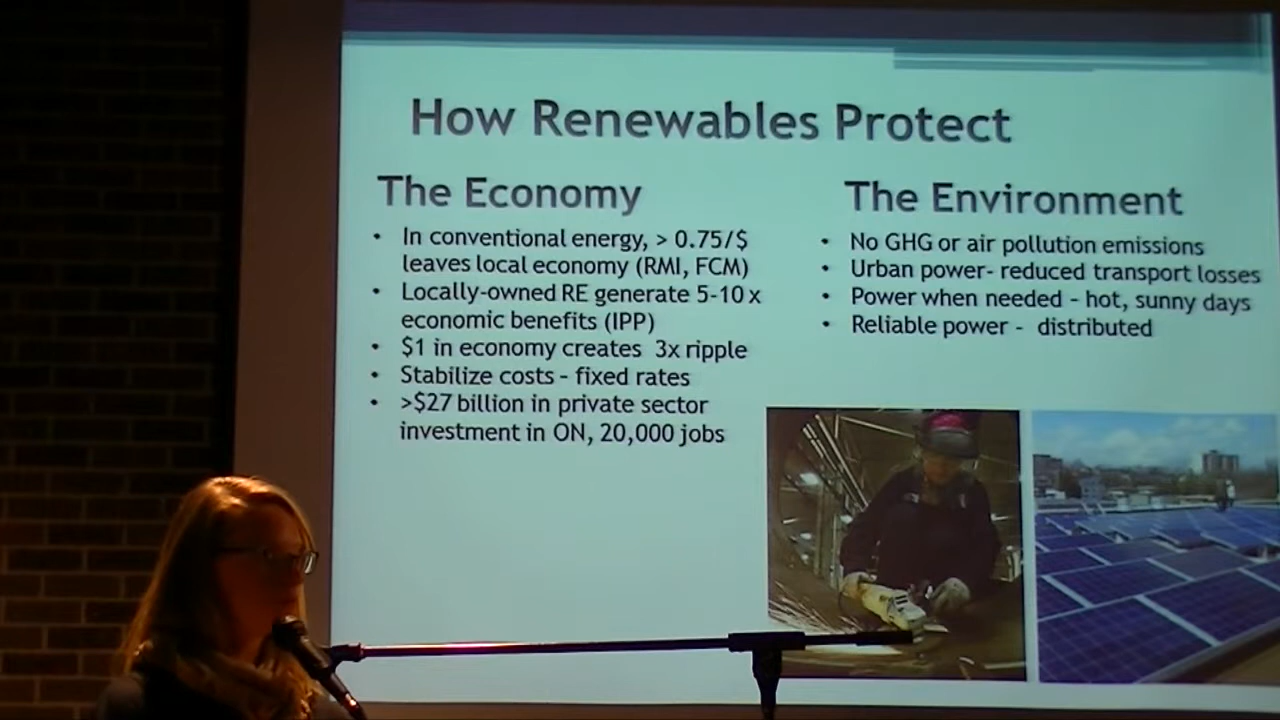 How Renewables Protect
The Economy
• In conventional energy, > 0.75/$
leaves local economy (RMI, FCM)
• Locally-owned RE generate 5-10 x
economic benefits (IPP)
• $1 in economy creates 3x ripple
• Stabilize costs – fixed rates
• >$27 billion in private sector
investment in ON, 20,000 jobs
The Environment
• No GHG or air pollution emissions
• Urban power- reduced transport losses
• Power when needed – hot, sunny days
• Reliable power - distributed